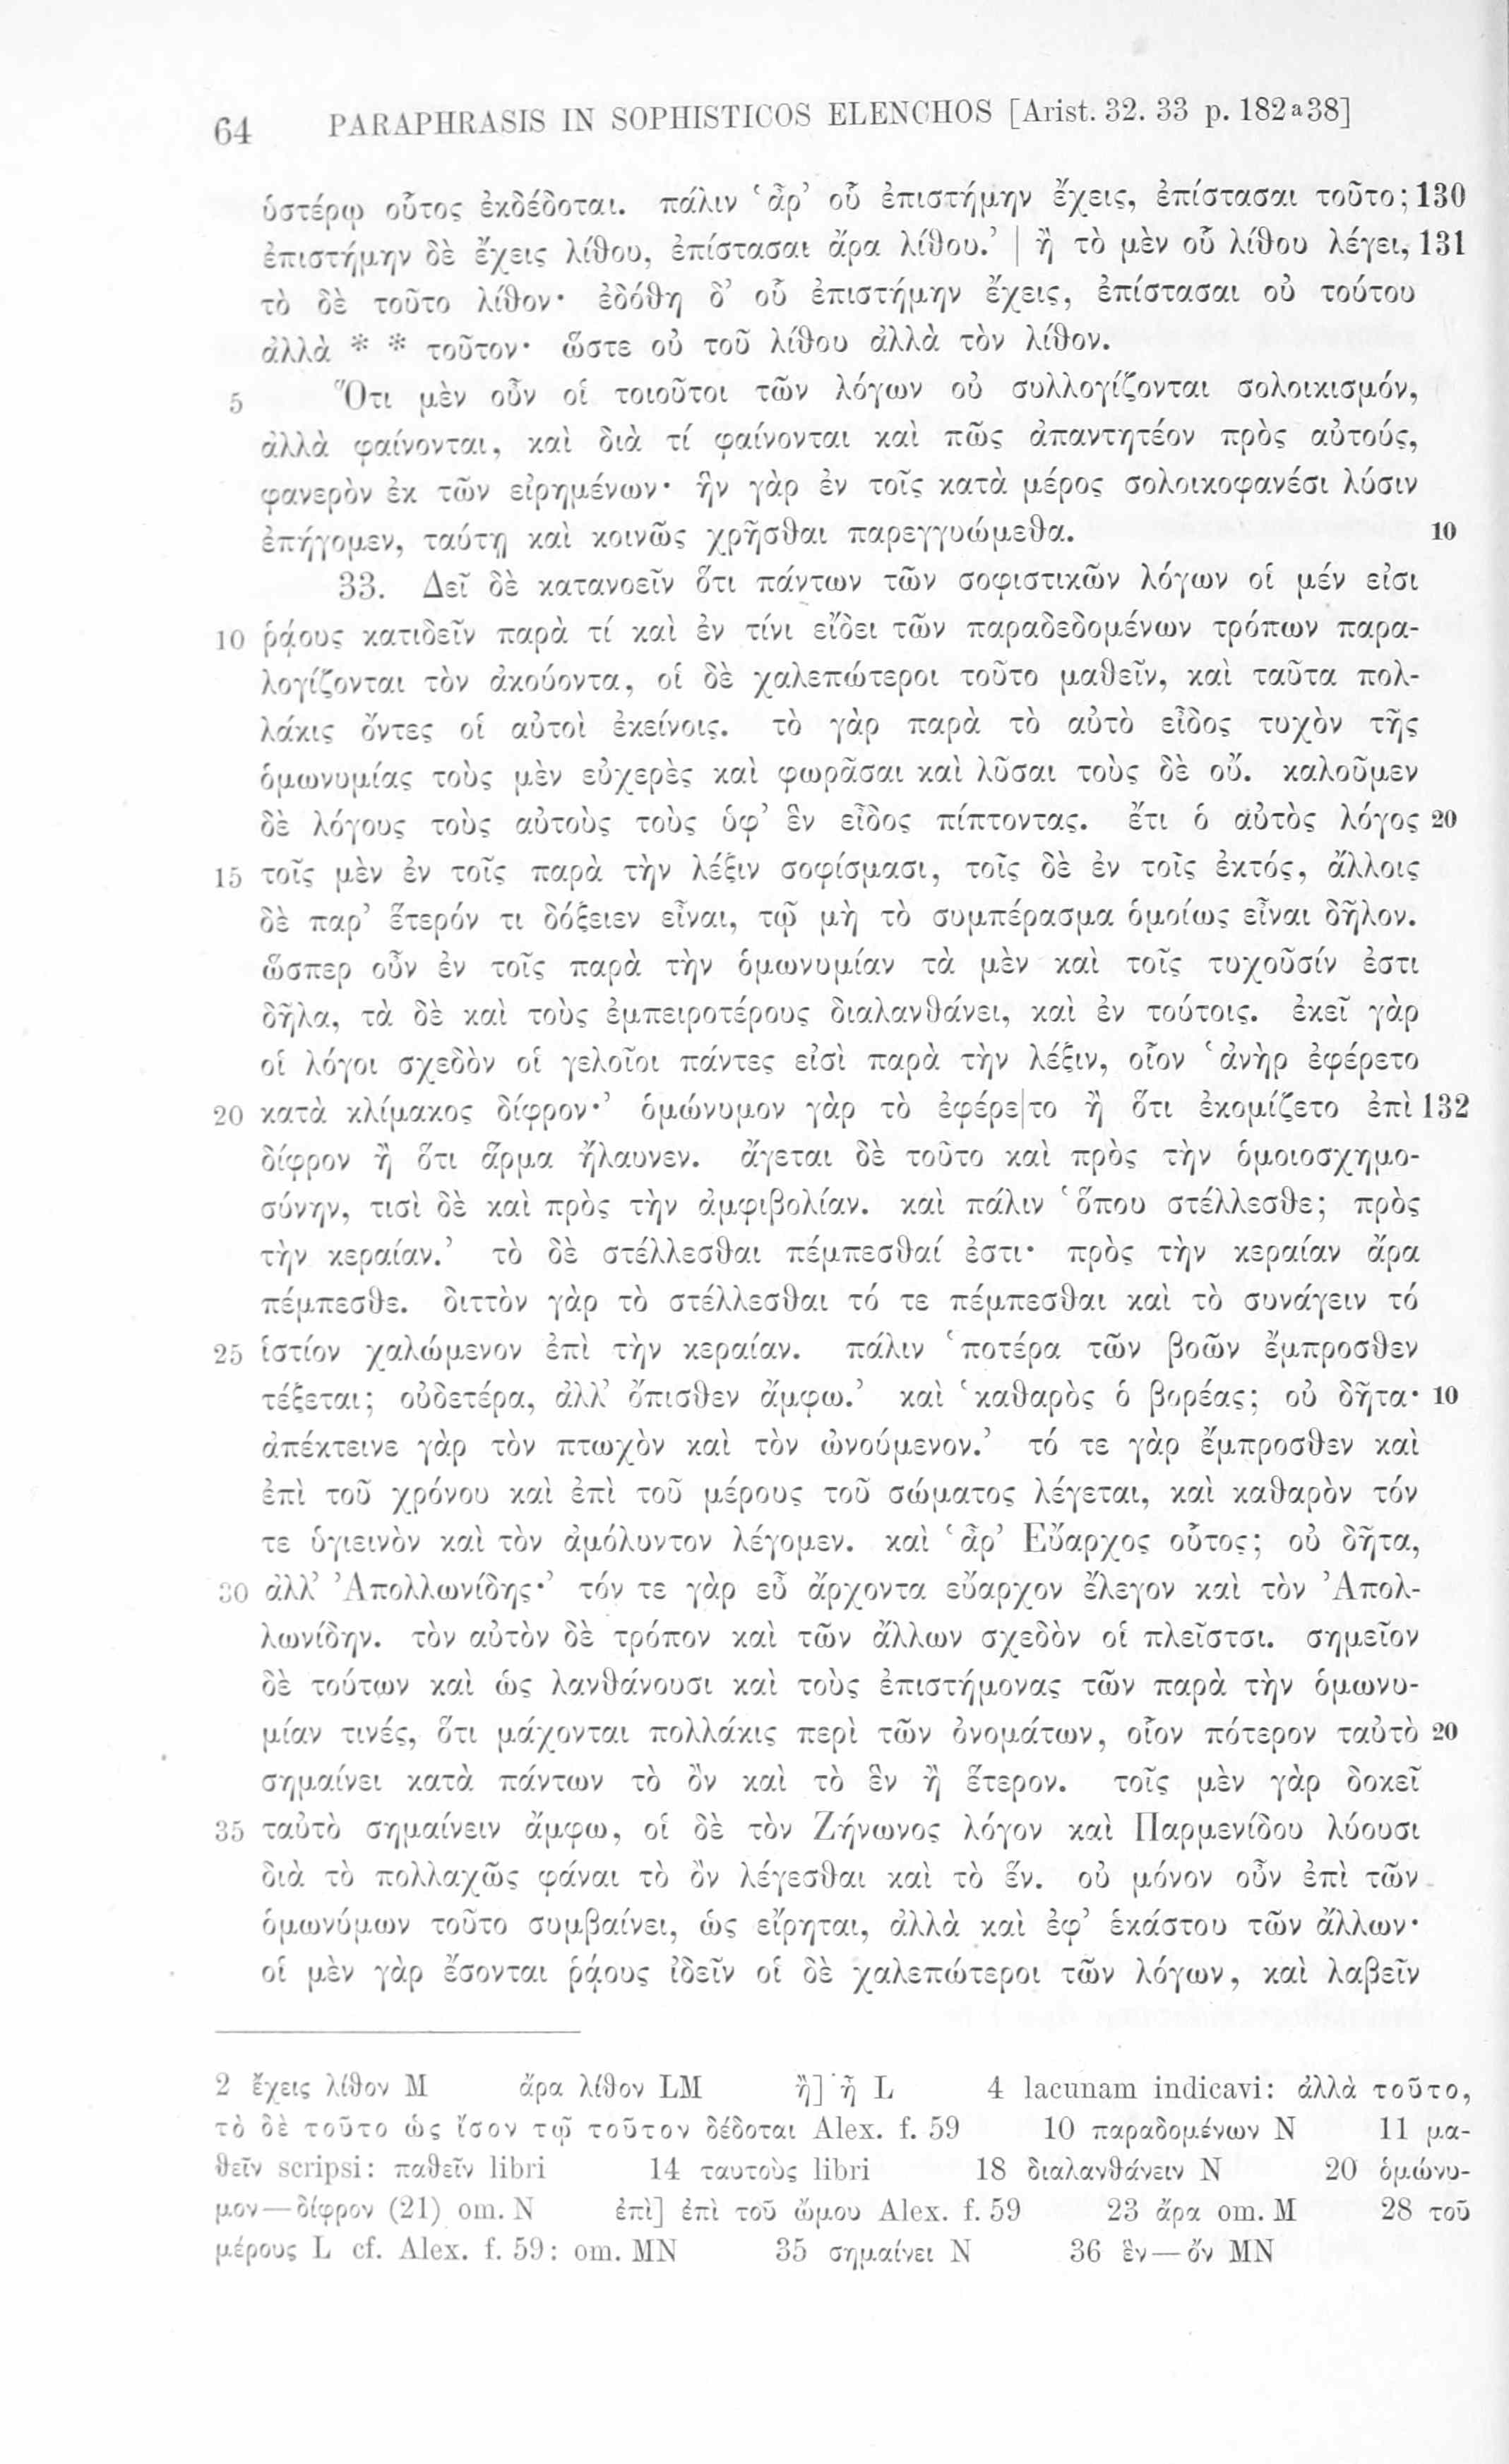 64 PARAPHRASIS IN SOPHISTICOS ELENCHOS [Arist. 32. 33 p. 182a38]
ὑστέρῳ οὗτος ἐκδέδοται. πάλιν ‘ἆρ’ οὗ ἐπιστήμην ἔχεις, ἐπίστασαι τοῦτο; 130
ἐπιστήμην δὲ ἔχεις λίθου, ἐπίστασαι ἄρα λίθου.’ | ἢ τὸ μὲν οὗ λίθου λέγει, 131
τὸ δὲ τοῦτο λίθον· ἐδόθη δ’ οὗ ἐπιστήμην ἔχεις, ἐπίστασαι οὐ τούτου
ἀλλὰ * * τοῦτον· ὥστε οὐ τοῦ λίθου ἀλλὰ τὸν λίθον.
5 Ὅτι μὲν οὖν οἱ τοιοῦτοι τῶν λόγων οὐ συλλογίζονται σολοικισμόν,
ἀλλὰ φαίνονται, καὶ διὰ τί φαίνονται καὶ πῶς ἀπαντητέον πρὸς αὐτούς,
φανερὸν ἐκ τῶν εἰρημένων· ἣν γὰρ ἐν τοῖς κατὰ μέρος σολοικοφανέσι λύσιν
ἐπήγομεν, ταύτῃ καὶ κοινῶς χρῆσθαι παρεγγυώμεθα. 10
33. Δεῖ δὲ κατανοεῖν ὅτι πάντων τῶν σοφιστικῶν λόγων οἱ μέν εἰσι
10 ῥᾴους κατιδεῖν παρὰ τί καὶ ἐν τίνι εἴδει τῶν παραδεδομένων τρόπων παρα-
λογίζονται τὸν ἀκούοντα, οἱ δὲ χαλεπώτεροι τοῦτο μαθεῖν, καὶ ταῦτα πολ-
λάκις ὄντες οἱ αὐτοὶ ἐκείνοις. τὸ γὰρ παρὰ τὸ αὐτὸ εἶδος τυχὸν τῆς
ὁμωνυμίας τοὺς μὲν εὐχερὲς καὶ φωρᾶσαι καὶ λῦσαι τοὺς δὲ οὔ. καλοῦμεν
δὲ λόγους τοὺς αὐτοὺς τοὺς ὑφ’ ἓν εἶδος πίπτοντας. ἔτι ὁ αὐτὸς λόγος 20
15 τοῖς μὲν ἐν τοῖς παρὰ τὴν λέξιν σοφίσμασι, τοῖς δὲ ἐν τοῖς ἐκτός, ἄλλοις
δὲ παρ’ ἕτερόν τι δόξειεν εἶναι, τῷ μὴ τὸ συμπέρασμα ὁμοίως εἶναι δῆλον.
ὥσπερ οὖν ἐν τοῖς παρὰ τὴν ὁμωνυμίαν τὰ μὲν καὶ τοῖς τυχοῦσίν ἐστι
δῆλα, τὰ δὲ καὶ τοὺς ἐμπειροτέρους διαλανθάνει, καὶ ἐν τούτοις. ἐκεῖ γὰρ
οἱ λόγοι σχεδὸν οἱ γελοῖοι πάντες εἰσὶ παρὰ τὴν λέξιν, οἷον ‘ἀνὴρ ἐφέρετο
20 κατὰ κλίμακος δίφρον·’ ὁμώνυμον γὰρ τὸ ἐφέρε|το ἢ ὅτι ἐκομίζετο ἐπὶ 132
δίφρον ἢ ὅτι ἅρμα ἤλαυνεν. ἄγεται δὲ τοῦτο καὶ πρὸς τὴν ὁμοιοσχημο-
σύνην, τισὶ δὲ καὶ πρὸς τὴν ἀμφιβολίαν. καὶ πάλιν ‘ὅπου στέλλεσθε; πρὸς
τὴν κεραίαν.’ τὸ δὲ στέλλεσθαι πέμπεσθαί ἐστι· πρὸς τὴν κεραίαν ἄρα
πέμπεσθε. διττὸν γὰρ τὸ στέλλεσθαι τό τε πέμπεσθαι καὶ τὸ συνάγειν τό
25 ἱστίον χαλώμενον ἐπὶ τὴν κεραίαν. πάλιν ‘ποτέρα τῶν βοῶν ἔμπροσθεν
τέξεται; οὐδετέρα, ἀλλ’ ὄπισθεν ἄμφω.’ καὶ ‘καθαρὸς ὁ βορέας; οὐ δῆτα· 10
ἀπέκτεινε γὰρ τὸν πτωχὸν καὶ τὸν ὠνούμενον.’ τό τε γὰρ ἔμπροσθεν καὶ
ἐπὶ τοῦ χρόνου καὶ ἐπὶ τοῦ μέρους τοῦ σώματος λέγεται, καὶ καθαρὸν τόν
τε ὑγιεινὸν καὶ τὸν ἀμόλυντον λέγομεν. καὶ ‘ἆρ’ Εὔαρχος οὗτος; οὐ δῆτα,
30 ἀλλ’ Ἀπολλωνίδης·’ τόν τε γὰρ εὖ ἄρχοντα εὔαρχον ἔλεγον καὶ τὸν Ἀπολ-
λωνίδην. τὸν αὐτὸν δὲ τρόπον καὶ τῶν ἄλλων σχεδὸν οἱ πλεῖστσι. σημεῖον
δὲ τούτων καὶ ὡς λανθάνουσι καὶ τοὺς ἐπιστήμονας τῶν παρὰ τὴν ὁμωνυ-
μίαν τινές, ὅτι μάχονται πολλάκις περὶ τῶν ὀνομάτων, οἷον πότερον ταὐτὸ 20
σημαίνει κατὰ πάντων τὸ ὂν καὶ τὸ ἓν ἢ ἕτερον. τοῖς μὲν γὰρ δοκεῖ
35 ταὐτὸ σημαίνειν ἄμφω, οἱ δὲ τὸν Ζήνωνος λόγον καὶ Παρμενίδου λύουσι
διὰ τὸ πολλαχῶς φάναι τὸ ὂν λέγεσθαι καὶ τὸ ἕν. οὐ μόνον οὖν ἐπὶ τῶν
ὁμωνύμων τοῦτο συμβαίνει, ὡς εἴρηται, ἀλλὰ καὶ ἐφ’ ἑκάστου τῶν ἄλλων·
οἱ μὲν γὰρ ἔσονται ῥᾴους ἰδεῖν οἱ δὲ χαλεπώτεροι τῶν λόγων, καὶ λαβεῖν
2 ἔχεις λίθον M ἄρα λίθον LM ἢ] ἦ L 4 lacunam indicavi: ἀλλὰ τοῦτο,
τὸ δὲ τοῦτο ὡς ἴσον τῷ τοῦτον δέδοται Alex. f. 59 10 παραδομένων N 11 μα-
θεῖν scripsi: παθεῖν libri 14 ταυτοὺς libri 18 διαλανθάνειν N 20 ὁμώνυ-
μον—δίφρον (21) om. N ἐπὶ] ἐπὶ τοῦ ὤμου Alex. f. 59 23 ἄρα om. M 28 τοῦ
μέρους L cf. Alex. f. 59: om. MN 35 σημαίνει N 36 ἓν—ὄν MN